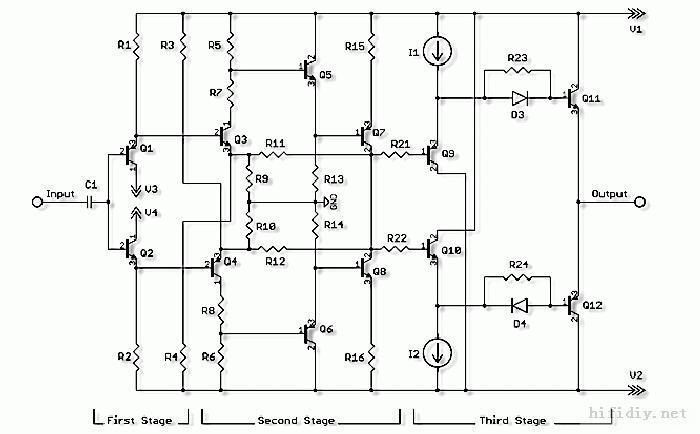 V1
R1
R3
R5
R15
I1
R23
Q5
R7
D3
Q11
Q1
Q3
R11
Q7
R21
Q9
V3
R9
R13
Input
C1
GND
Output
V4
R10
R14
Q2
Q4
R12
Q8
R22
Q10
R24
R8
Q6
D4
Q12
R2
R4
R6
R16
I2
V2
First Stage
Second Stage
Third Stage
hifidiy.net